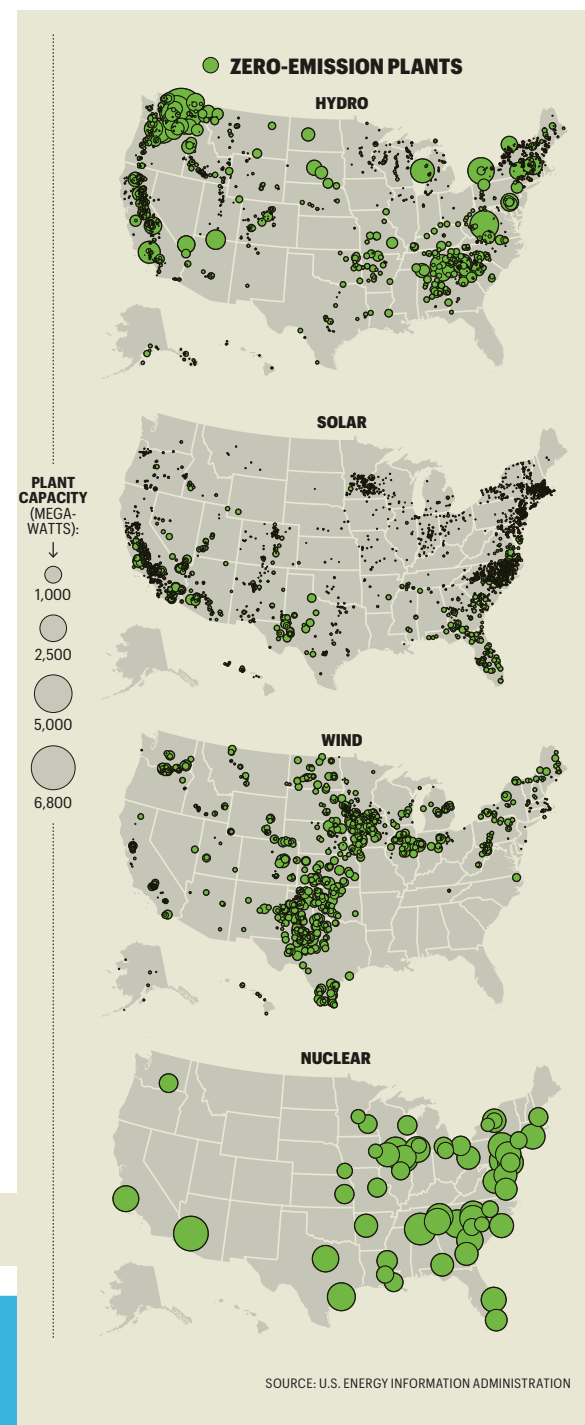 ZERO-EMISSION PLANTS
HYDRO
SOLAR
PLANT
CAPACITY
(MEGA-
WATTS):
1,000
2,500
5,000
6,800
WIND
NUCLEAR
SOURCE: U.S. ENERGY INFORMATION ADMINISTRATION